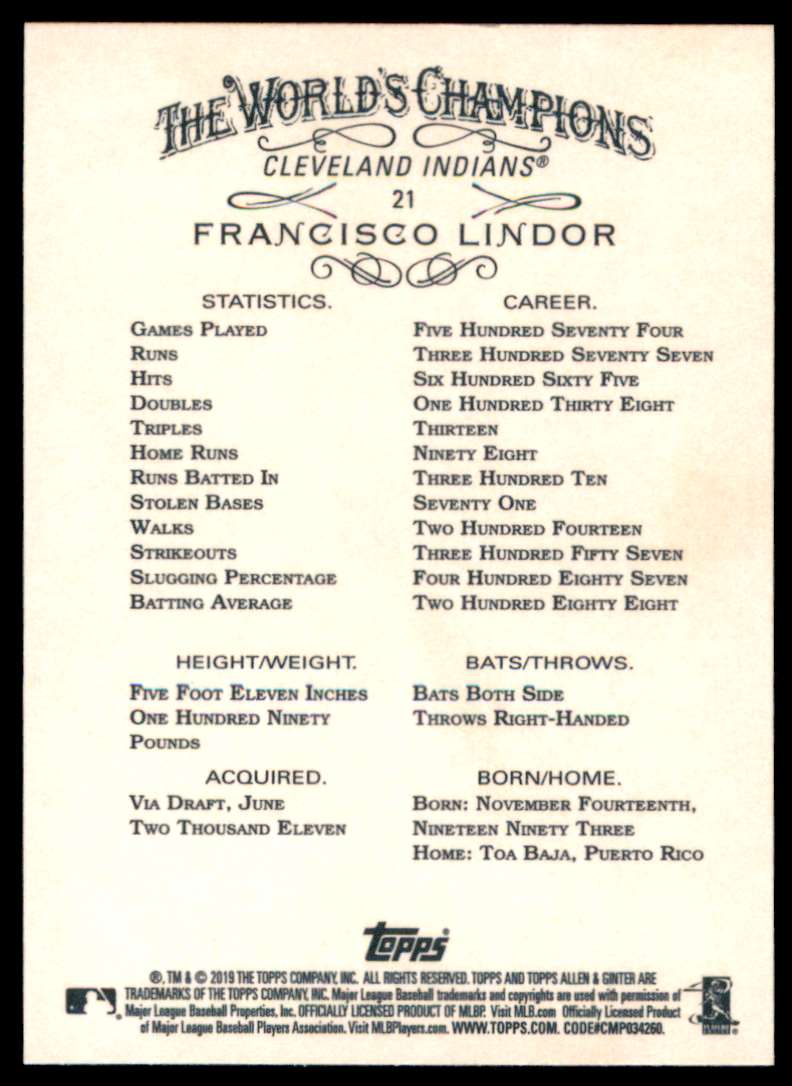 THE WORLD'S CHAMPIONS
CLEVELAND INDIANS®
21
FRANCISCO LINDOR
STATISTICS. CAREER.
GAMES PLAYED FIVE HUNDRED SEVENTY FOUR
RUNS THREE HUNDRED SEVENTY SEVEN
HITS SIX HUNDRED SIXTY FIVE
DOUBLES ONE HUNDRED THIRTY EIGHT
TRIPLES THIRTEEN
HOME RUNS NINETY EIGHT
RUNS BATTED IN THREE HUNDRED TEN
STOLEN BASES SEVENTY ONE
WALKS TWO HUNDRED FOURTEEN
STRIKEOUTS THREE HUNDRED FIFTY SEVEN
SLUGGING PERCENTAGE FOUR HUNDRED EIGHTY SEVEN
BATTING AVERAGE TWO HUNDRED EIGHTY EIGHT
HEIGHT/WEIGHT.
FIVE FOOT ELEVEN INCHES
ONE HUNDRED NINETY
POUNDS
BATS/THROWS.
BATS BOTH SIDE
THROWS RIGHT-HANDED
ACQUIRED.
VIA DRAFT, JUNE
TWO THOUSAND ELEVEN
BORN/HOME.
BORN: NOVEMBER FOURTEENTH,
NINETEEN NINETY THREE
HOME: TOA BAJA, PUERTO RICO
TOPPS
®, TM & © 2019 THE TOPPS COMPANY, INC. ALL RIGHTS RESERVED. TOPPS AND TOPPS ALLEN & GINTER ARE
TRADEMARKS OF THE TOPPS COMPANY, INC. Major League Baseball trademarks and copyrights are used with permission of
Major League Baseball Properties, Inc. OFFICIALLY LICENSED PRODUCT OF MLBP. Visit MLB.com Officially Licensed Product
of Major League Baseball Players Association. Visit MLBPlayers.com. WWW.TOPPS.COM. CODE#CMP034260.